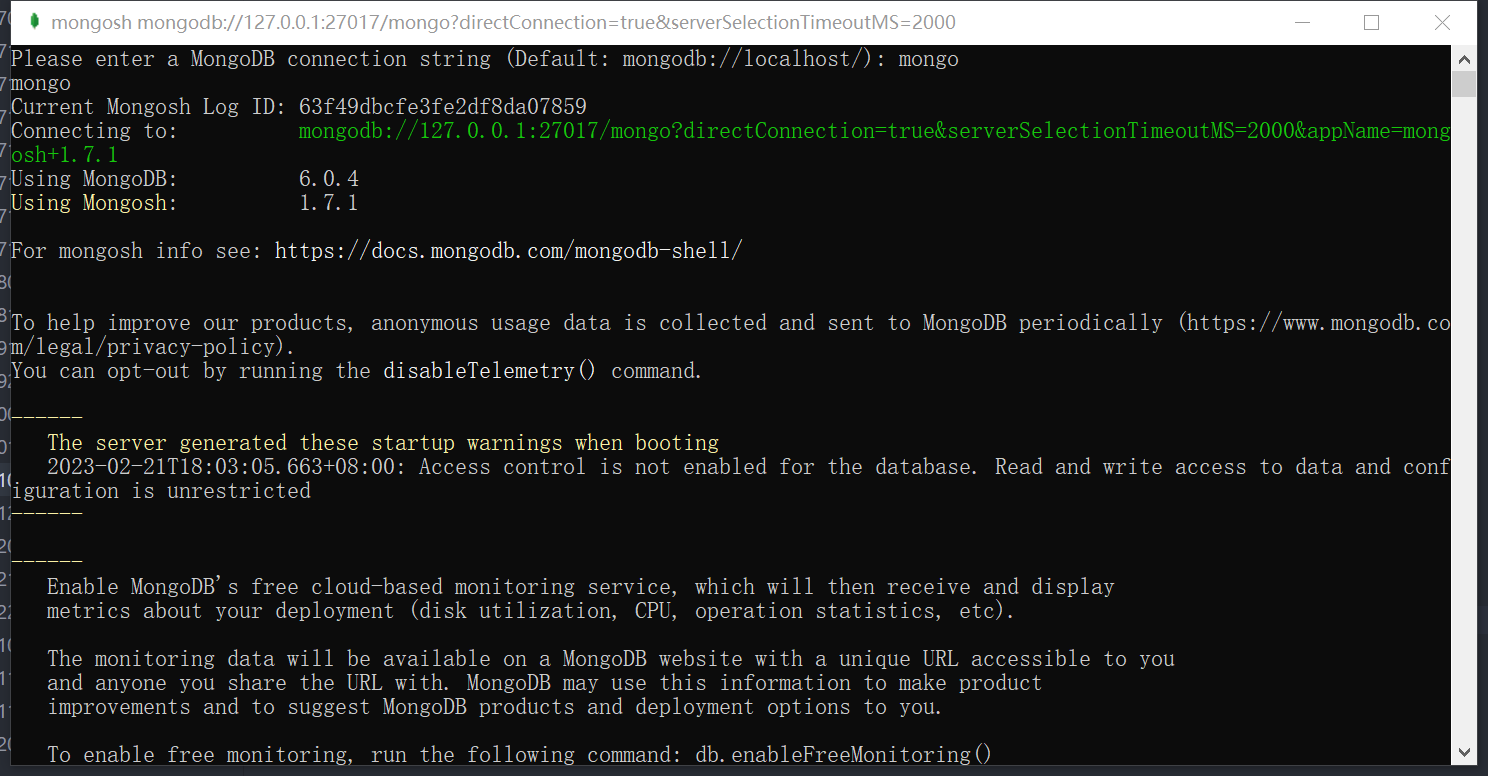 mongosh mongodb://127.0.0.1:27017/mongo?directConnection=true&serverSelectionTimeoutMS=2000
Please enter a MongoDB connection string (Default: mongodb://localhost/): mongo
mongo
Current Mongosh Log ID: 63f49dbcfe3fe2df8da07859
Connecting to: mongodb://127.0.0.1:27017/mongo?directConnection=true&serverSelectionTimeoutMS=2000&appName=mong
osh+1.7.1
Using MongoDB: 6.0.4
Using Mongosh: 1.7.1
For mongosh info see: https://docs.mongodb.com/mongodb-shell/
To help improve our products, anonymous usage data is collected and sent to MongoDB periodically (https://www.mongodb.co
m/legal/privacy-policy).
You can opt-out by running the disableTelemetry() command.
------
The server generated these startup warnings when booting
2023-02-21T18:03:05.663+08:00: Access control is not enabled for the database. Read and write access to data and conf
iguration is unrestricted
------
------
Enable MongoDB's free cloud-based monitoring service, which will then receive and display
metrics about your deployment (disk utilization, CPU, operation statistics, etc).
The monitoring data will be available on a MongoDB website with a unique URL accessible to you
and anyone you share the URL with. MongoDB may use this information to make product
improvements and to suggest MongoDB products and deployment options to you.
To enable free monitoring, run the following command: db.enableFreeMonitoring()